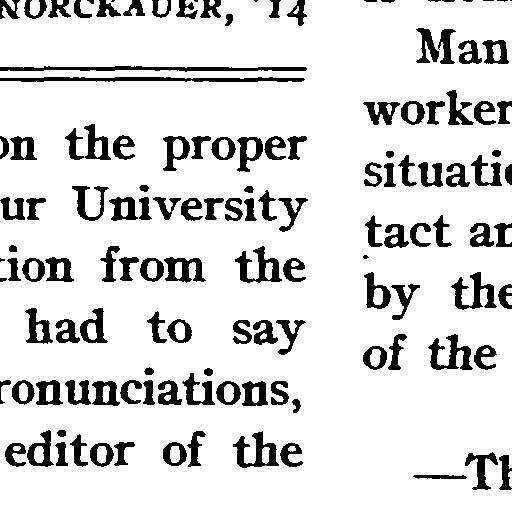 NORCKAUER, '14
on the proper
ur University
tion from the
had to say
ronunciations,
editor of the
Man
worker
situati
tact an
by the
of the
—Th